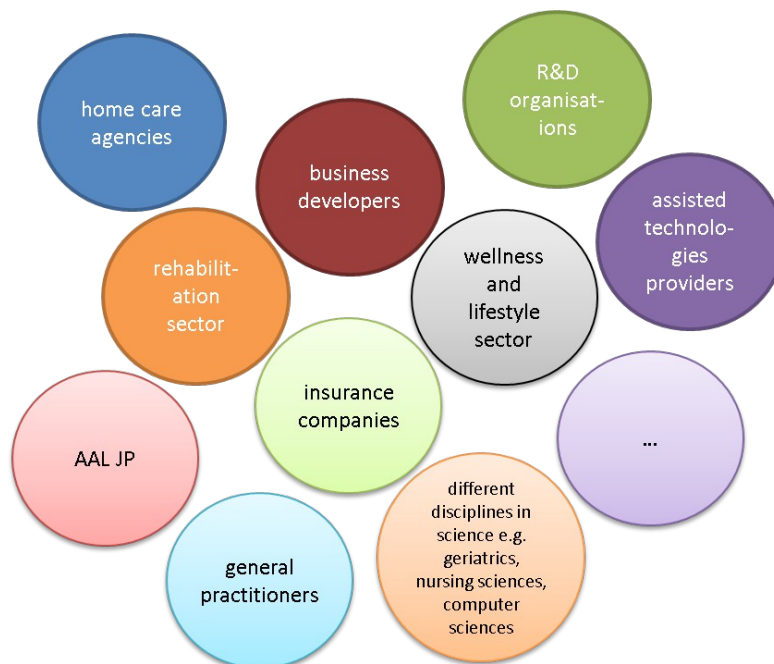 home care
agencies
R&D
organisat-
ions
business
developers
assisted
technolo-
gies
providers
rehabilit-
ation
sector
wellness
and
lifestyle
sector
insurance
companies
AAL JP
...
different
disciplines in
science e.g.
geriatrics,
nursing sciences,
computer
sciences
general
practitioners